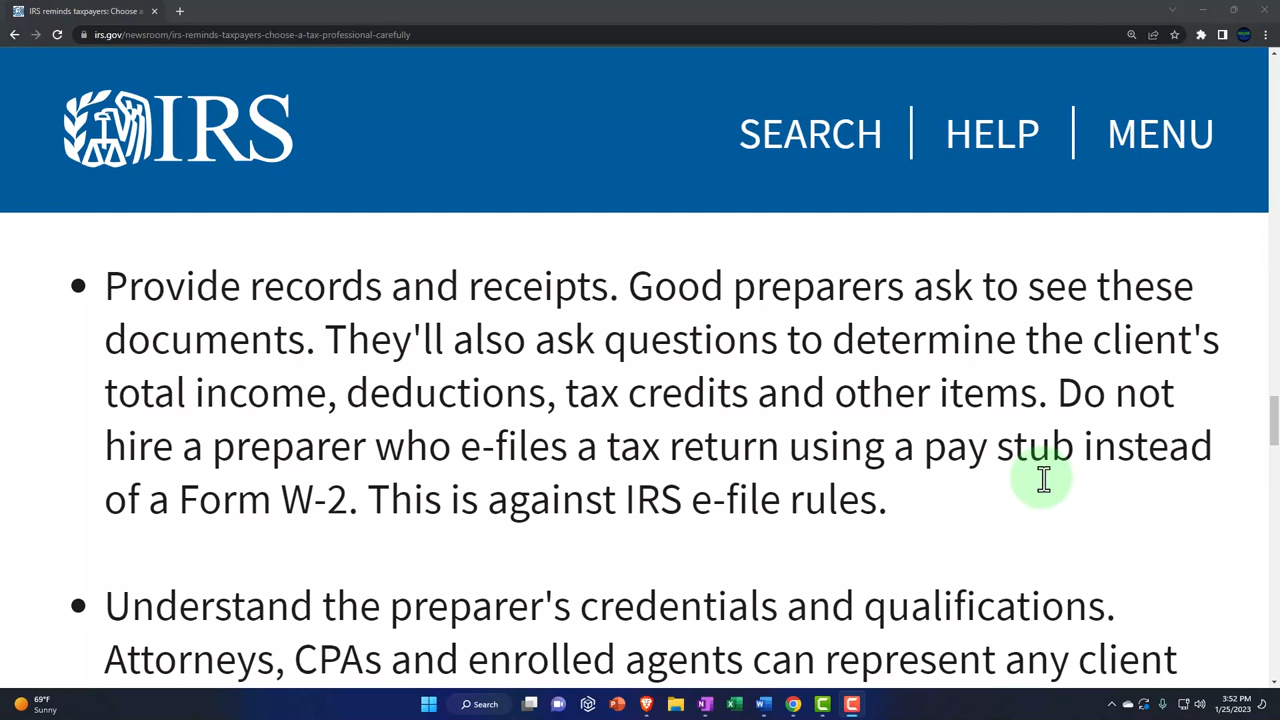 IRS reminds taxpayers: Choose a
irs.gov/newsroom/irs-reminds-taxpayers-choose-a-tax-professional-carefully
IRS
SEARCH
HELP
MENU
• Provide records and receipts. Good preparers ask to see these
documents. They'll also ask questions to determine the client's
total income, deductions, tax credits and other items. Do not
hire a preparer who e-files a tax return using a pay stub instead
of a Form W-2. This is against IRS e-file rules.
• Understand the preparer's credentials and qualifications.
Attorneys, CPAs and enrolled agents can represent any client
69°F
Sunny
Search
3:52 PM
1/25/2023